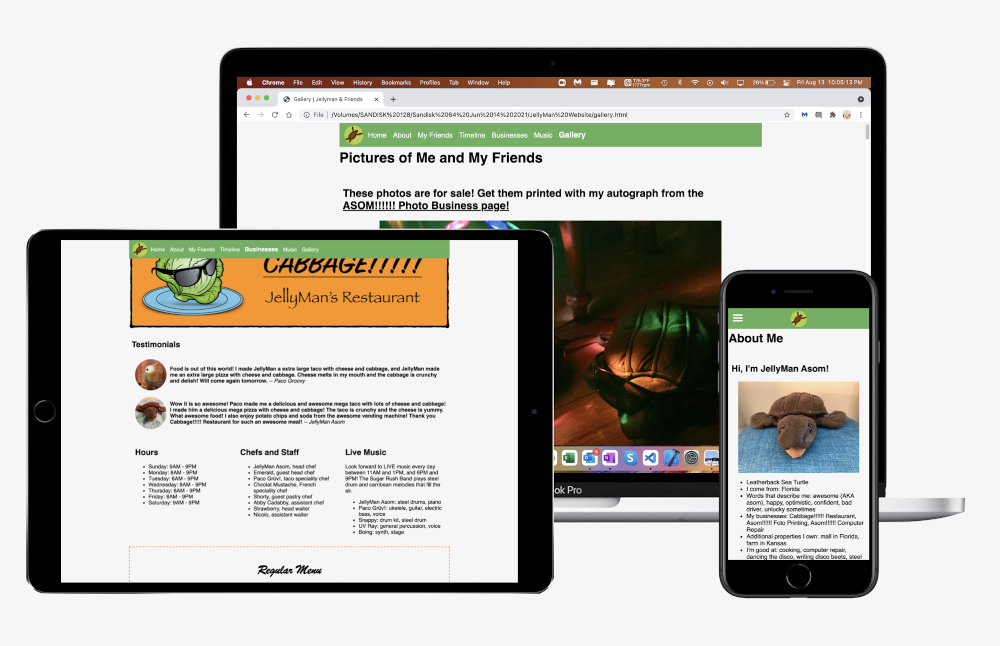 Chrome File Edit View History Bookmarks Profiles Tab Window Help
26% Fri Aug 13 10:05:13 PM
Gallery | Jellyman & Friends
File | /Volumes/SANDISK%20128/Sandisk%2064%20Jun%2014%202021/JellyMan%20Website/gallery.html
Home About My Friends Timeline Businesses Music Gallery
Pictures of Me and My Friends
These photos are for sale! Get them printed with my autograph from the
ASOM!!!!!! Photo Business page!
ok Pro
Home About My Friends Timeline Businesses Music Gallery
CABBAGE!!!!!
JellyMan's Restaurant
Testimonials
Food is out of this world! I made JellyMan a extra large taco with cheese and cabbage, and JellyMan made
me an extra large pizza with cheese and cabbage. Cheese melts in my mouth and the cabbage is crunchy
and delish! Will come again tomorrow. -- Paco Groovy
Wow it is so awesome! Paco made me a delicious and awesome mega taco with lots of cheese and cabbage!
I made him a delicious mega pizza with cheese and cabbage! The taco is crunchy and the cheese is yummy.
What awesome food! I also enjoy potato chips and soda from the awesome vending machine! Thank you
Cabbage!!!!! Restaurant for such an awesome meal! -- JellyMan Asom
Hours
Sunday: 9AM - 9PM
Monday: 8AM - 9PM
Tuesday: 8AM - 9PM
Wednesday: 8AM - 9PM
Thursday: 8AM - 9PM
Friday: 8AM - 9PM
Saturday: 9AM - 9PM
Chefs and Staff
JellyMan Asom, head chef
Emerald, guest head chef
Paco Grüvi, taco speciality chef
Chocolat Mustache, French
speciality chef
Shorty, guest pastry chef
Abby Cadabby, assistant chef
Strawberry, head waiter
Nicolo, assistant waiter
Live Music
Look forward to LIVE music every day
between 11AM and 1PM, and 6PM and
9PM! The Sugar Rush Band plays steel
drum and carribean melodies that fill the
air.
JellyMan Asom: steel drums, piano
Paco Grüvi: ukelele, guitar, electric
bass, voice
Snappy: drum kit, steel drum
UV Ray: general percussion, voice
Boing: synth, stage
Regular Menu
About Me
Hi, I'm JellyMan Asom!
Leatherback Sea Turtle
I come from: Florida
Words that describe me: awesome (AKA
asom), happy, optimistic, confident, bad
driver, unlucky sometimes
My businesses: Cabbage!!!!!! Restaurant,
Asom!!!!!! Foto Printing, Asom!!!!!! Computer
Repair
Additional properties I own: mall in Florida,
farm in Kansas
I'm good at: cooking, computer repair,
dancing the disco, writing disco beets, steel